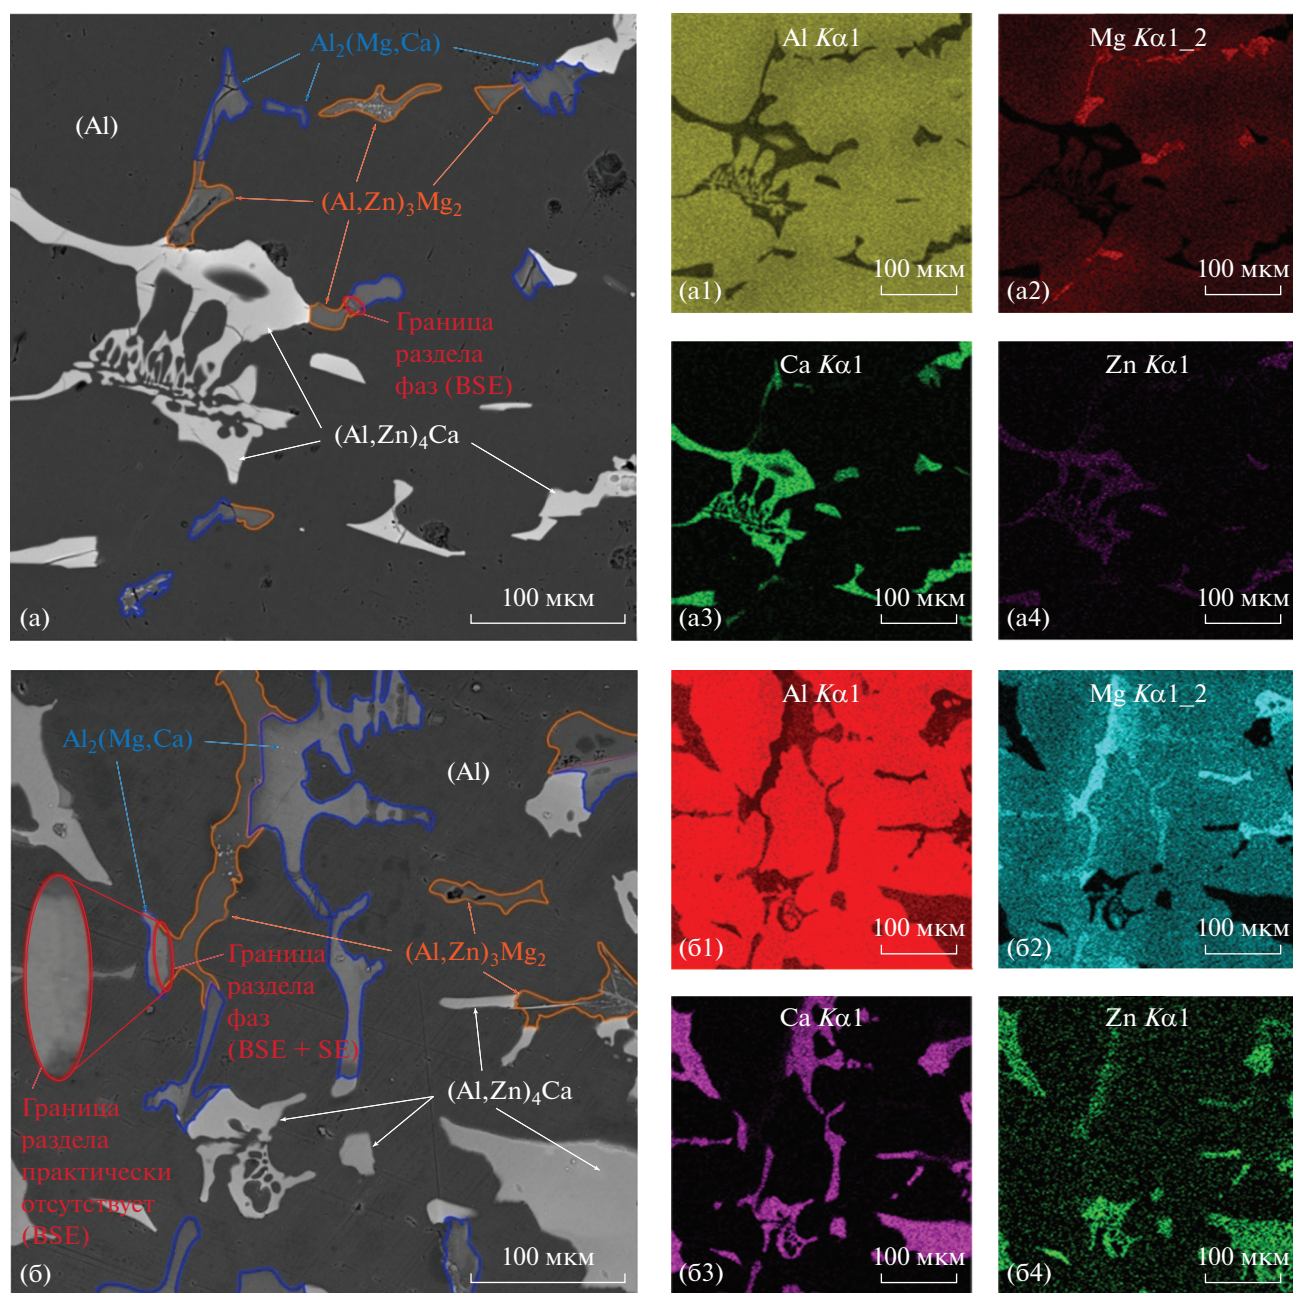 Al₂(Mg,Ca)
(Al)
(Al,Zn)₃Mg₂
Граница
раздела
фаз (BSE)
(Al,Zn)₄Ca
100 мкм
(а)
Al Kα1
100 мкм
(а1)
Mg Kα1_2
100 мкм
(а2)
Ca Kα1
100 мкм
(а3)
Zn Kα1
100 мкм
(а4)
Al₂(Mg,Ca)
(Al)
(Al,Zn)₃Mg₂
Граница
раздела
фаз
(BSE + SE)
(Al,Zn)₄Ca
Граница
раздела
практически
отсутствует
(BSE)
100 мкм
(б)
Al Kα1
100 мкм
(б1)
Mg Kα1_2
100 мкм
(б2)
Ca Kα1
100 мкм
(б3)
Zn Kα1
100 мкм
(б4)